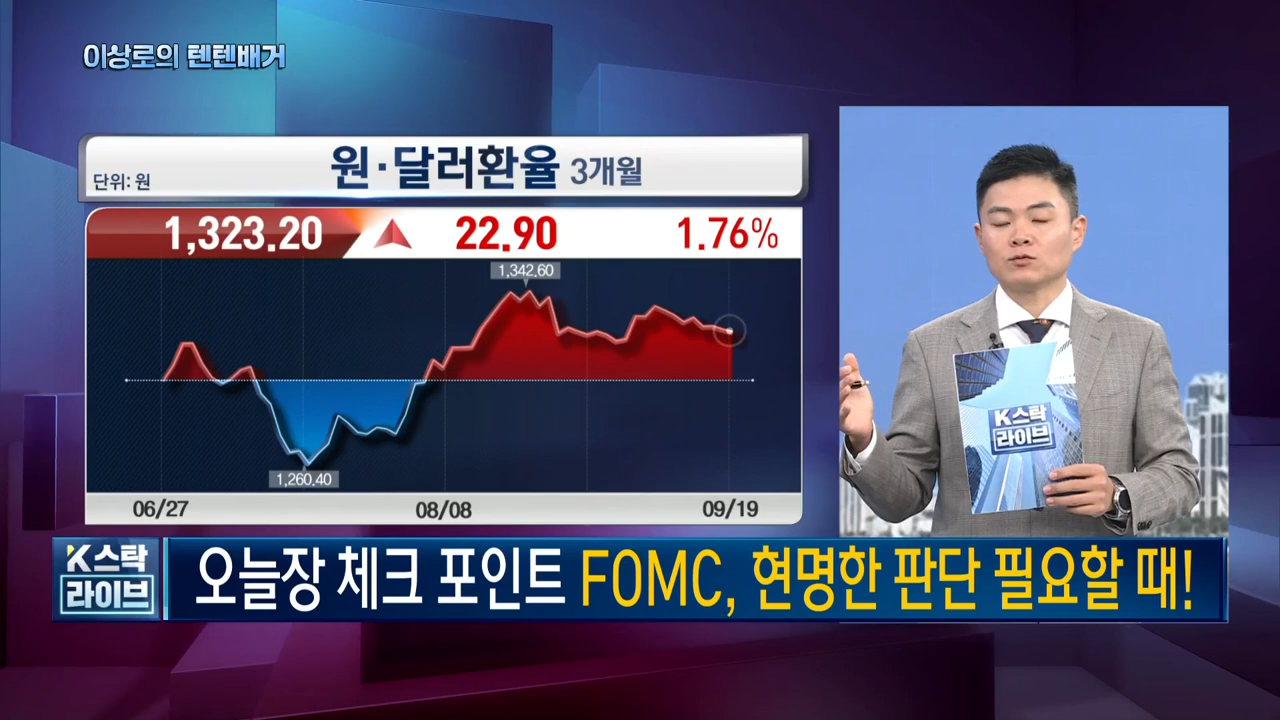 이상로의 텐텐배거
원·달러환율 3개월
단위: 원
1,323.20 22.90 1.76%
1,342.60
1,260.40
06/27 08/08 09/19
K스탁
라이브
K스탁
라이브
오늘장 체크 포인트 FOMC, 현명한 판단 필요할 때!